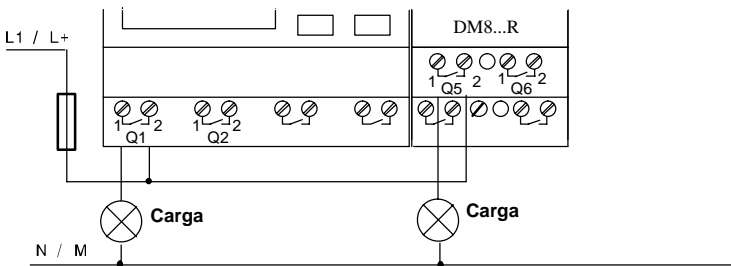 DM8...R
L1 / L+
1 2 1 2
Q5 Q6
1 2 1 2
Q1 Q2
Carga Carga
N / M